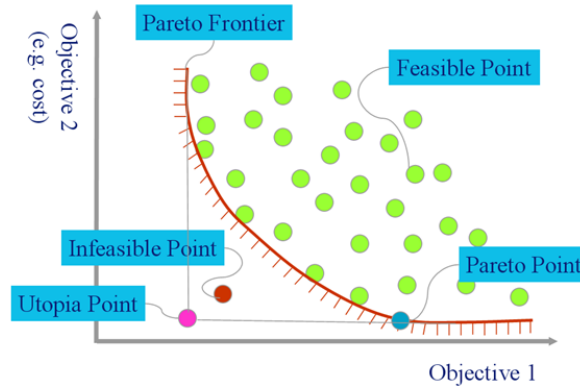 Pareto Frontier
Objective 2
(e.g. cost)
Feasible Point
Infeasible Point
Pareto Point
Utopia Point
Objective 1